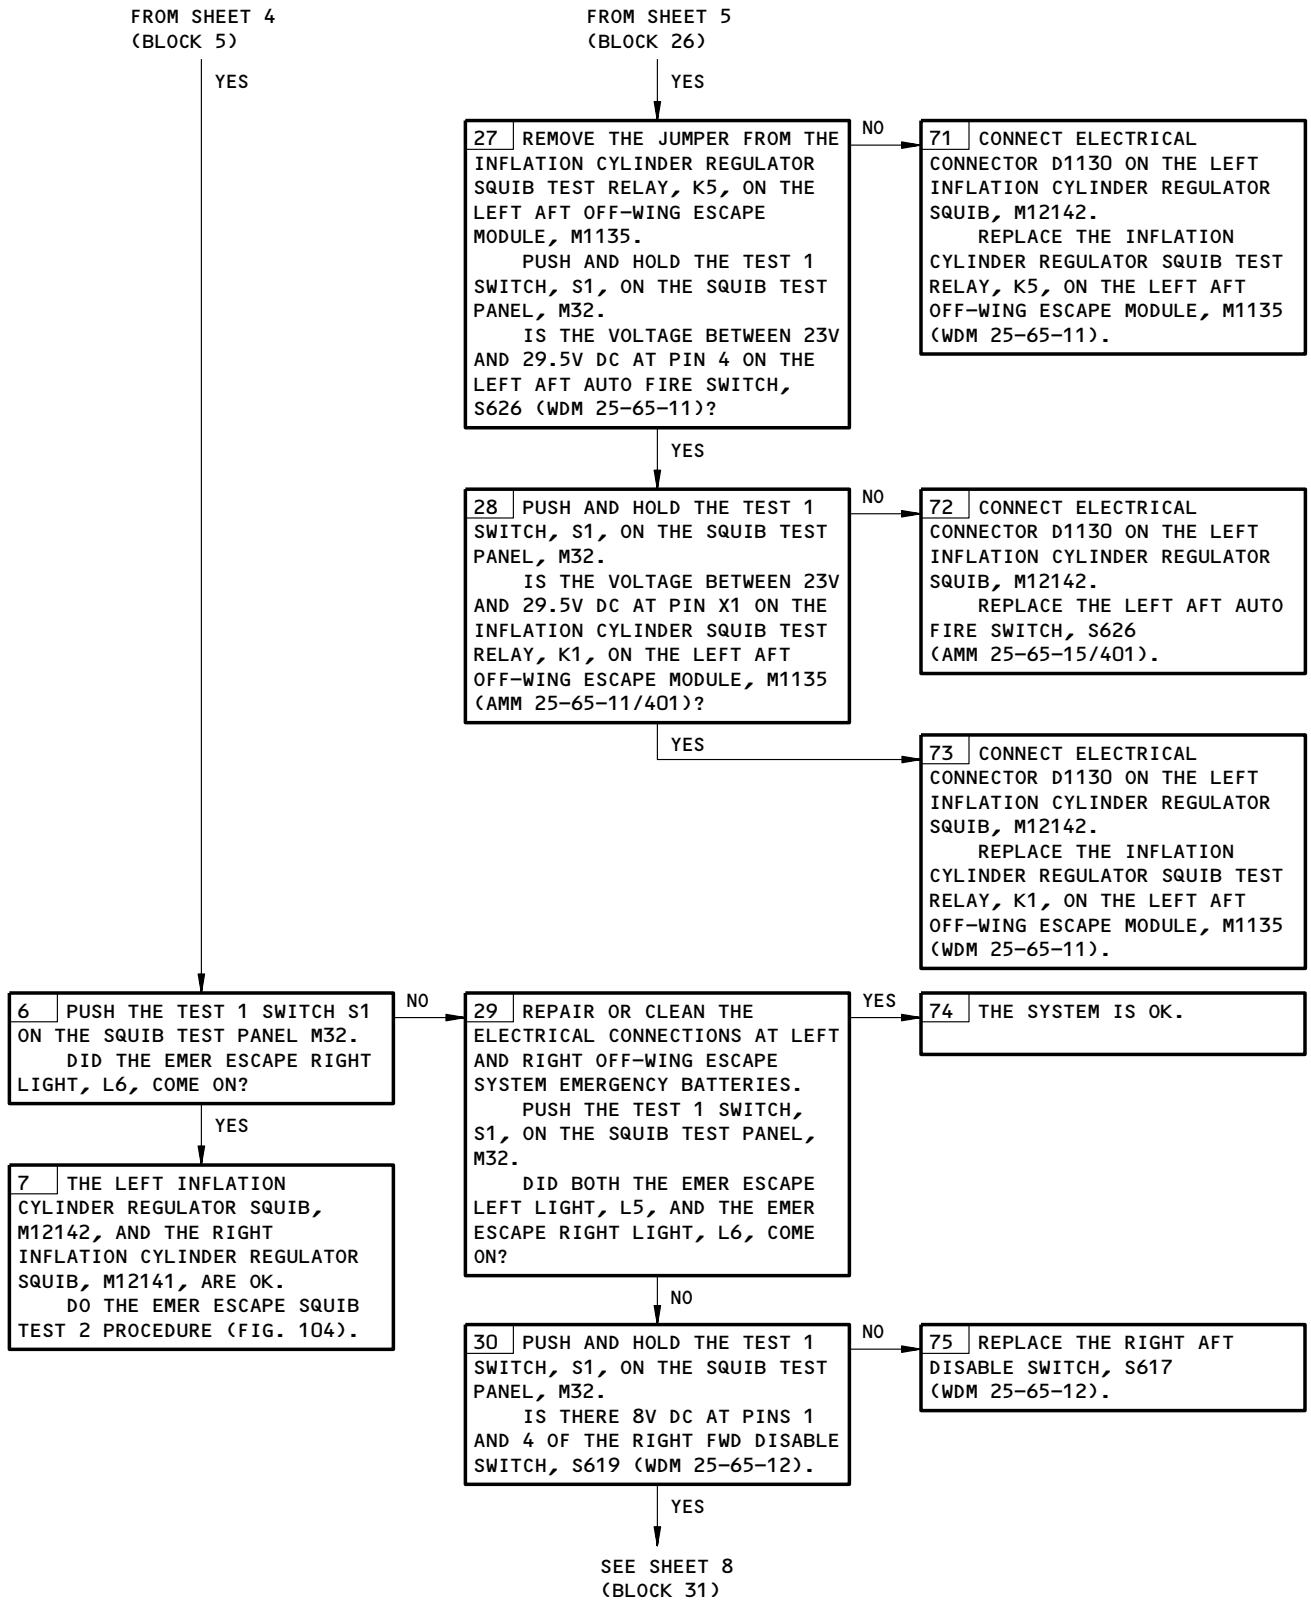 FROM SHEET 4
(BLOCK 5)
YES
FROM SHEET 5
(BLOCK 26)
YES
27 REMOVE THE JUMPER FROM THE
INFLATION CYLINDER REGULATOR
SQUIB TEST RELAY, K5, ON THE
LEFT AFT OFF-WING ESCAPE
MODULE, M1135.
PUSH AND HOLD THE TEST 1
SWITCH, S1, ON THE SQUIB TEST
PANEL, M32.
IS THE VOLTAGE BETWEEN 23V
AND 29.5V DC AT PIN 4 ON THE
LEFT AFT AUTO FIRE SWITCH,
S626 (WDM 25-65-11)?
NO
71 CONNECT ELECTRICAL
CONNECTOR D1130 ON THE LEFT
INFLATION CYLINDER REGULATOR
SQUIB, M12142.
REPLACE THE INFLATION
CYLINDER REGULATOR SQUIB TEST
RELAY, K5, ON THE LEFT AFT
OFF-WING ESCAPE MODULE, M1135
(WDM 25-65-11).
YES
28 PUSH AND HOLD THE TEST 1
SWITCH, S1, ON THE SQUIB TEST
PANEL, M32.
IS THE VOLTAGE BETWEEN 23V
AND 29.5V DC AT PIN X1 ON THE
INFLATION CYLINDER SQUIB TEST
RELAY, K1, ON THE LEFT AFT
OFF-WING ESCAPE MODULE, M1135
(AMM 25-65-11/401)?
NO
72 CONNECT ELECTRICAL
CONNECTOR D1130 ON THE LEFT
INFLATION CYLINDER REGULATOR
SQUIB, M12142.
REPLACE THE LEFT AFT AUTO
FIRE SWITCH, S626
(AMM 25-65-15/401).
YES
73 CONNECT ELECTRICAL
CONNECTOR D1130 ON THE LEFT
INFLATION CYLINDER REGULATOR
SQUIB, M12142.
REPLACE THE INFLATION
CYLINDER REGULATOR SQUIB TEST
RELAY, K1, ON THE LEFT AFT
OFF-WING ESCAPE MODULE, M1135
(WDM 25-65-11).
6 PUSH THE TEST 1 SWITCH S1
ON THE SQUIB TEST PANEL M32.
DID THE EMER ESCAPE RIGHT
LIGHT, L6, COME ON?
NO
29 REPAIR OR CLEAN THE
ELECTRICAL CONNECTIONS AT LEFT
AND RIGHT OFF-WING ESCAPE
SYSTEM EMERGENCY BATTERIES.
PUSH THE TEST 1 SWITCH,
S1, ON THE SQUIB TEST PANEL,
M32.
DID BOTH THE EMER ESCAPE
LEFT LIGHT, L5, AND THE EMER
ESCAPE RIGHT LIGHT, L6, COME
ON?
YES
74 THE SYSTEM IS OK.
YES
7 THE LEFT INFLATION
CYLINDER REGULATOR SQUIB,
M12142, AND THE RIGHT
INFLATION CYLINDER REGULATOR
SQUIB, M12141, ARE OK.
DO THE EMER ESCAPE SQUIB
TEST 2 PROCEDURE (FIG. 104).
NO
30 PUSH AND HOLD THE TEST 1
SWITCH, S1, ON THE SQUIB TEST
PANEL, M32.
IS THERE 8V DC AT PINS 1
AND 4 OF THE RIGHT FWD DISABLE
SWITCH, S619 (WDM 25-65-12).
NO
75 REPLACE THE RIGHT AFT
DISABLE SWITCH, S617
(WDM 25-65-12).
YES
SEE SHEET 8
(BLOCK 31)